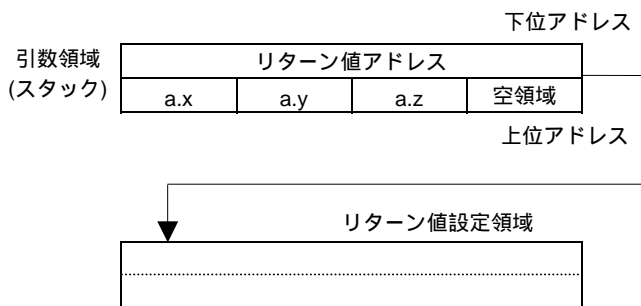 下位アドレス
引数領域
(スタック)
リターン値アドレス
a.x a.y a.z 空領域
上位アドレス
リターン値設定領域